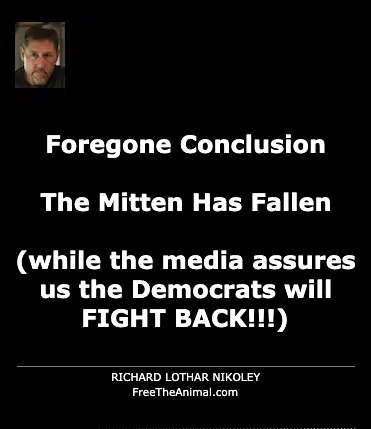 Foregone Conclusion
The Mitten Has Fallen
(while the media assures
us the Democrats will
FIGHT BACK!!!)
RICHARD LOTHAR NIKOLEY
FreeTheAnimal.com